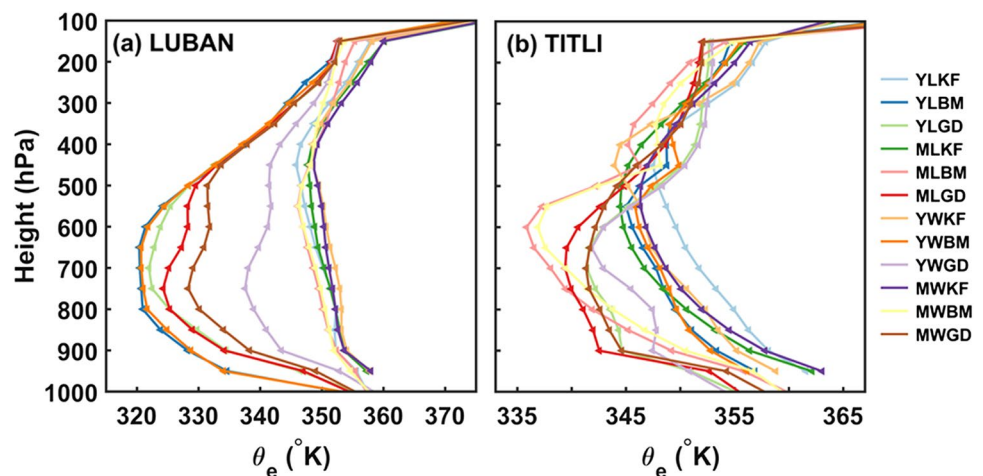 (a) LUBAN
(b) TITLI
Height (hPa)
100
200
300
400
500
600
700
800
900
1000
320
330
340
350
360
370
335
345
355
365
θe (°K)
θe (°K)
YLKF
YLBM
YLGD
MLKF
MLBM
MLGD
YWKF
YWBM
YWGD
MWKF
MWBM
MWGD